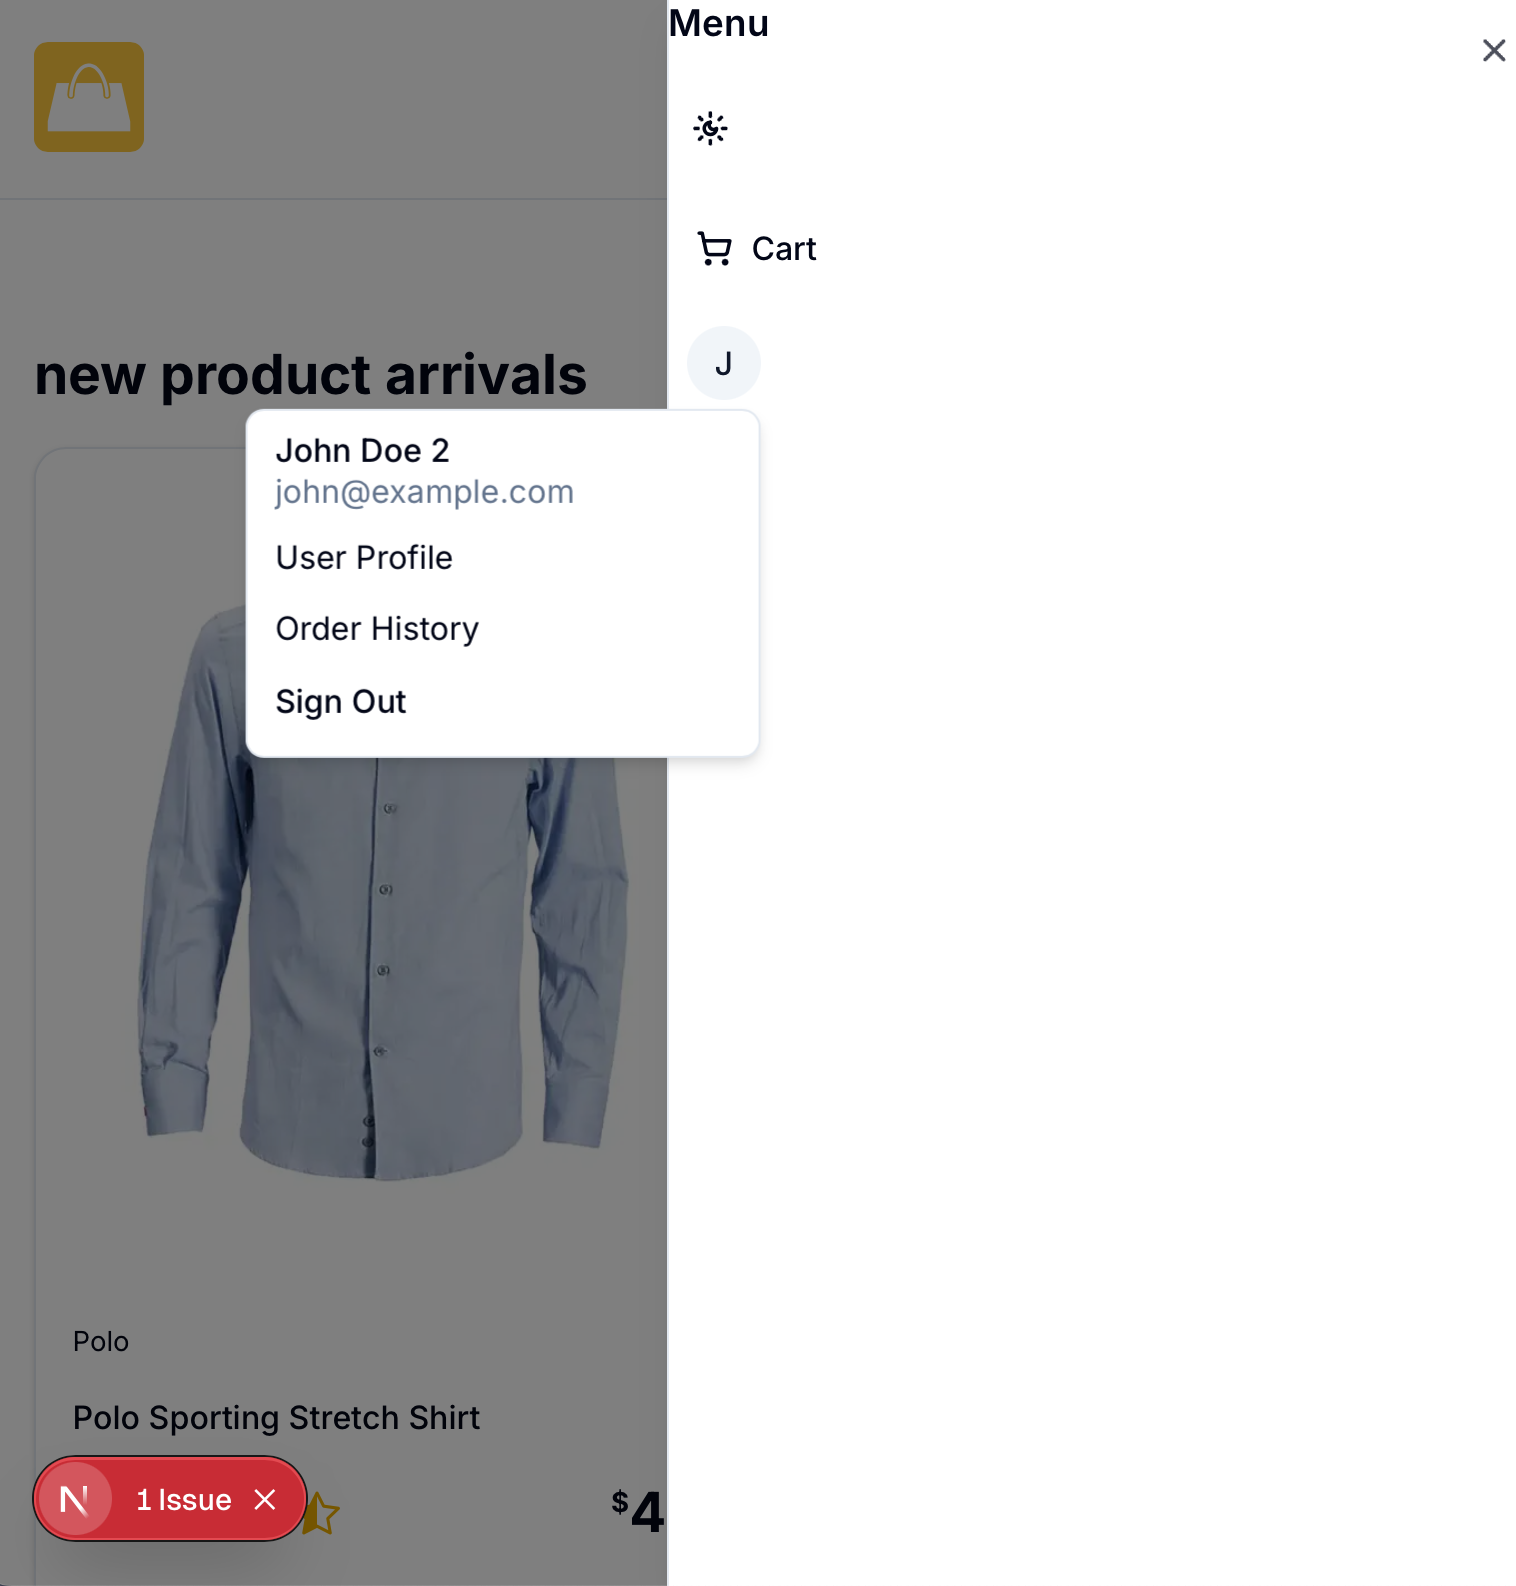 Menu
Cart
J
new product arrivals
John Doe 2
john@example.com
User Profile
Order History
Sign Out
Polo
Polo Sporting Stretch Shirt
$4
N 1 Issue